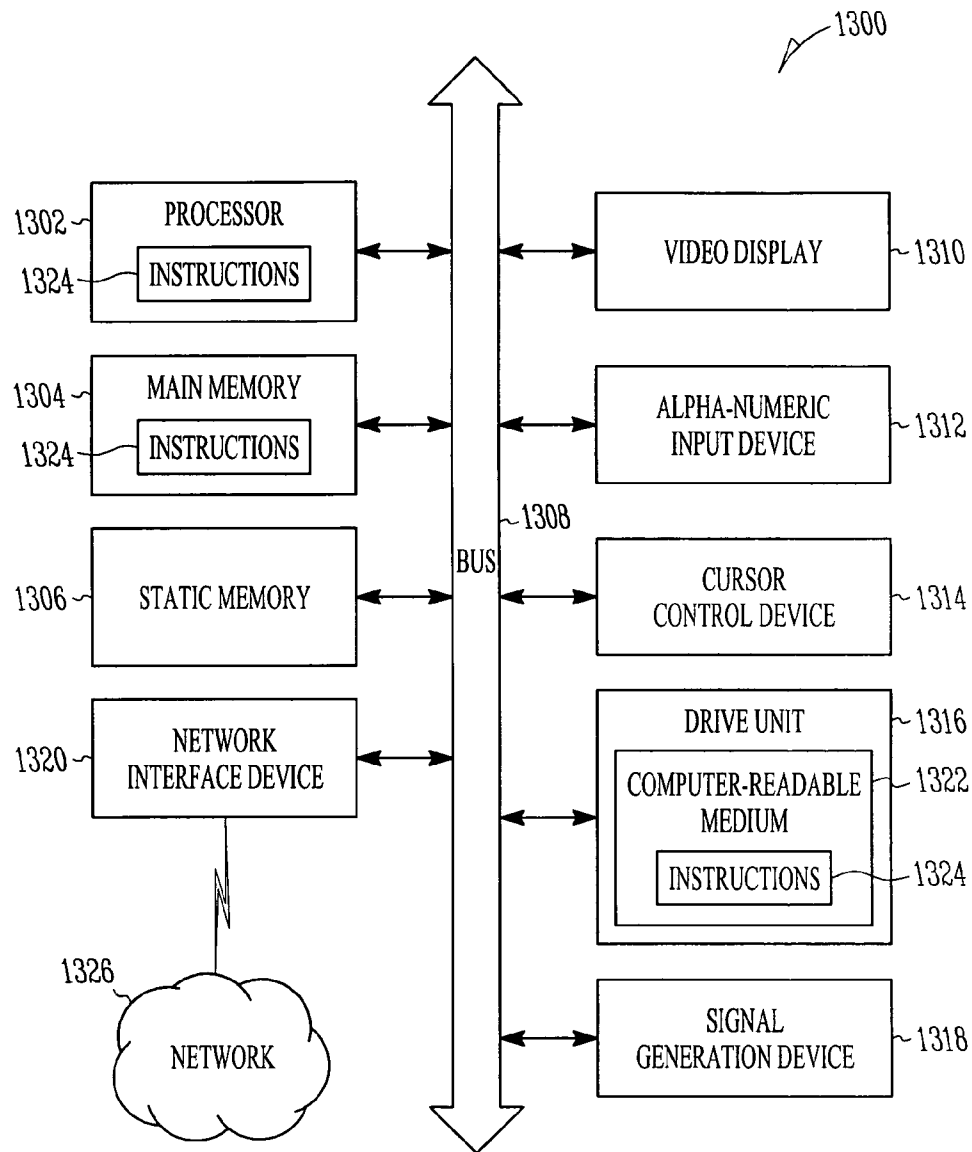 1300
1302
PROCESSOR
1324
INSTRUCTIONS
1304
MAIN MEMORY
1324
INSTRUCTIONS
1306
STATIC MEMORY
1320
NETWORK
INTERFACE DEVICE
1326
NETWORK
BUS
1308
VIDEO DISPLAY
1310
ALPHA-NUMERIC
INPUT DEVICE
1312
CURSOR
CONTROL DEVICE
1314
DRIVE UNIT
1316
COMPUTER-READABLE
MEDIUM
1322
INSTRUCTIONS
1324
SIGNAL
GENERATION DEVICE
1318